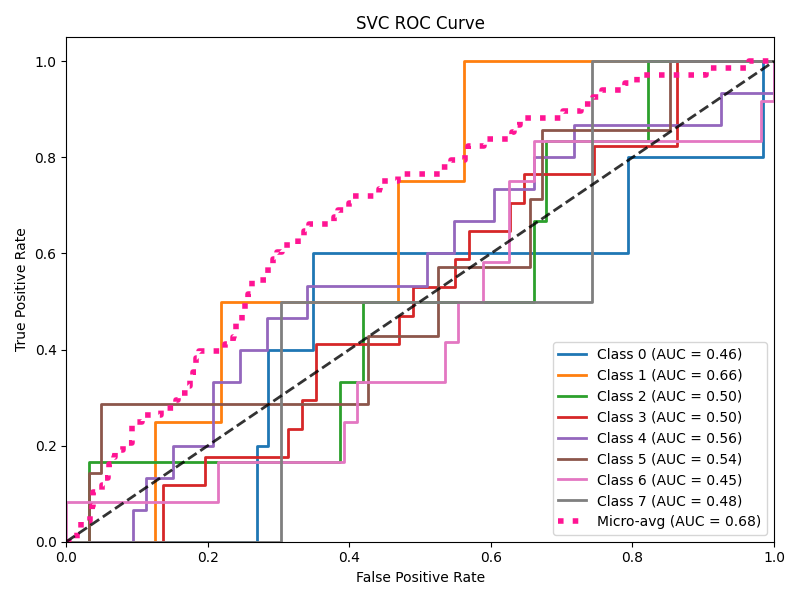 SVC ROC Curve
True Positive Rate
1.0
0.8
0.6
0.4
0.2
0.0
0.0 0.2 0.4 0.6 0.8 1.0
False Positive Rate
Class 0 (AUC = 0.46)
Class 1 (AUC = 0.66)
Class 2 (AUC = 0.50)
Class 3 (AUC = 0.50)
Class 4 (AUC = 0.56)
Class 5 (AUC = 0.54)
Class 6 (AUC = 0.45)
Class 7 (AUC = 0.48)
Micro-avg (AUC = 0.68)